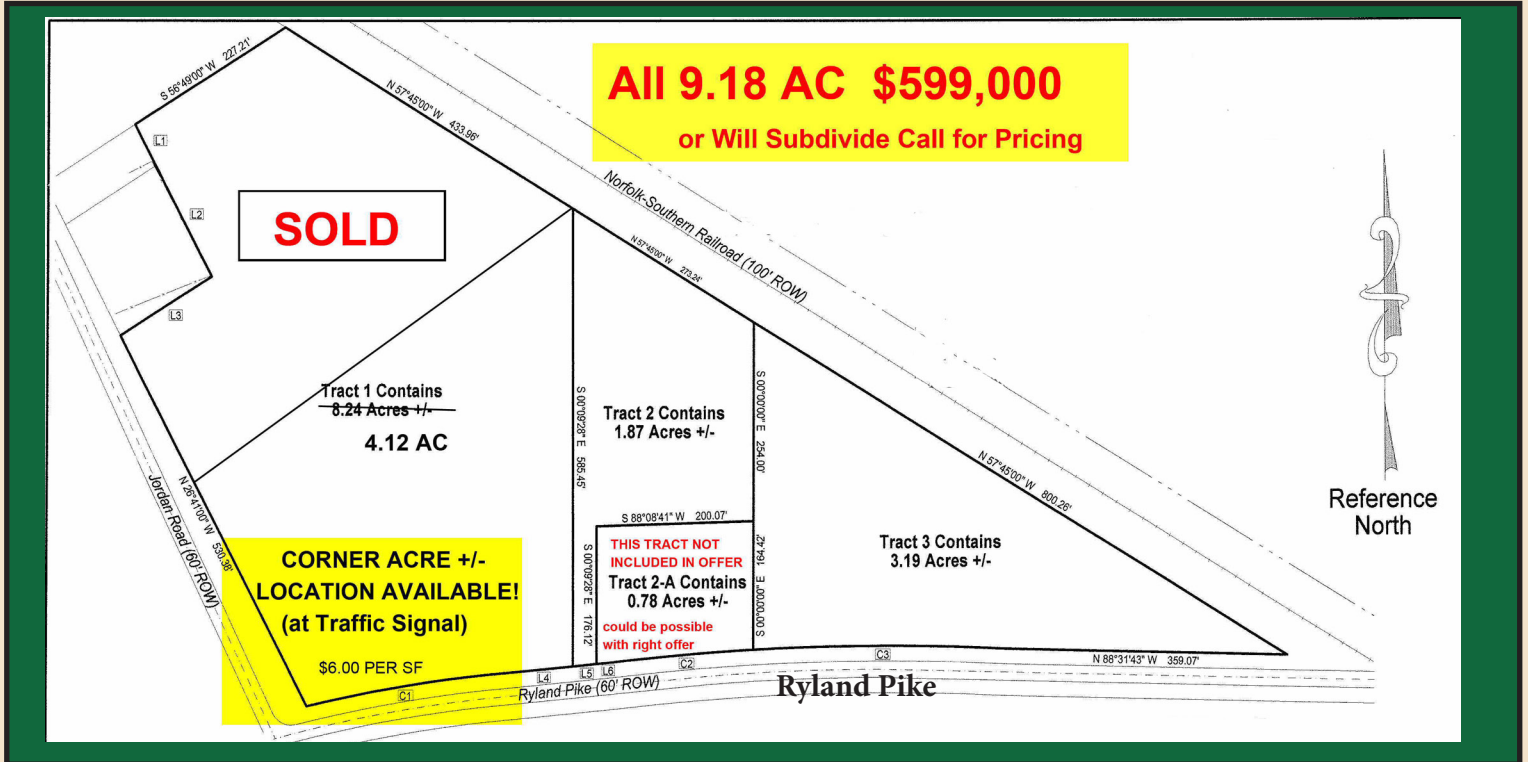 All 9.18 AC $599,000
or Will Subdivide Call for Pricing
S 56°49'00" W 227.21'
N 57°45'00" W 433.96'
L1
L2
L3
SOLD
Norfolk-Southern Railroad (100' ROW)
N 57°45'00" W 273.24'
Tract 1 Contains
8.24 Acres +/-
4.12 AC
S 00°09'28" E 585.45'
Tract 2 Contains
1.87 Acres +/-
S 00°00'00" E 254.00'
N 57°45'00" W 800.26'
Reference
North
Jordan Road (60' ROW)
N 26°41'00" W 530.38'
S 88°08'41" W 200.07'
S 00°09'28" E 176.12'
THIS TRACT NOT
INCLUDED IN OFFER
Tract 2-A Contains
0.78 Acres +/-
could be possible
with right offer
S 00°00'00" E 164.42'
Tract 3 Contains
3.19 Acres +/-
CORNER ACRE +/-
LOCATION AVAILABLE!
(at Traffic Signal)
$6.00 PER SF
C1
L4
L5
L6
C2
C3
N 88°31'43" W 359.07'
Ryland Pike (60' ROW)
Ryland Pike